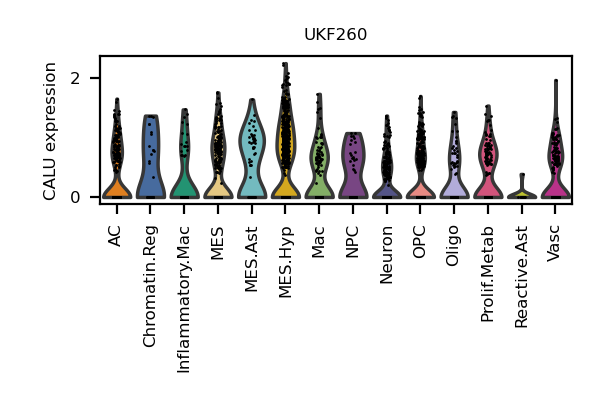 UKF260
CALU expression
2
0
AC
Chromatin.Reg
Inflammatory.Mac
MES
MES.Ast
MES.Hyp
Mac
NPC
Neuron
OPC
Oligo
Prolif.Metab
Reactive.Ast
Vasc